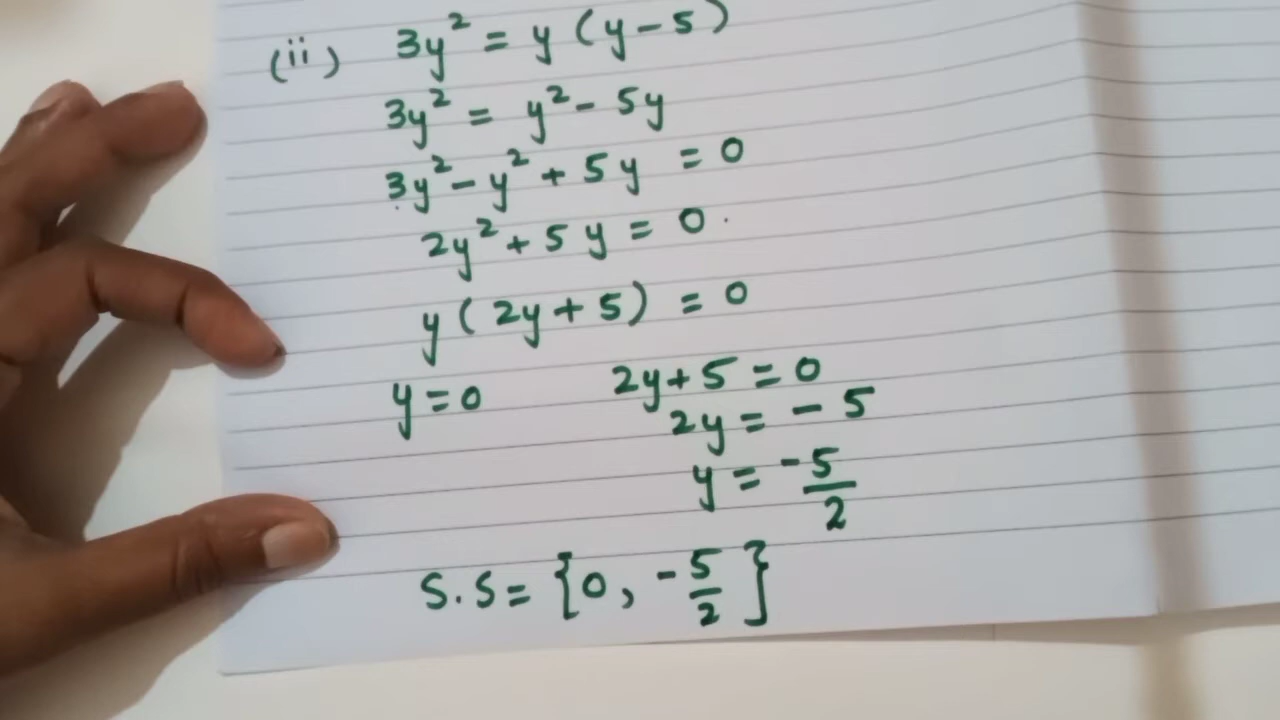 (ii) 3y² = y (y - 5)
3y² = y² - 5y
3y² - y² + 5y = 0
2y² + 5y = 0.
y (2y + 5) = 0
y = 0 2y + 5 = 0
2y = - 5
y = -5/2
S.S = {0, -5/2}